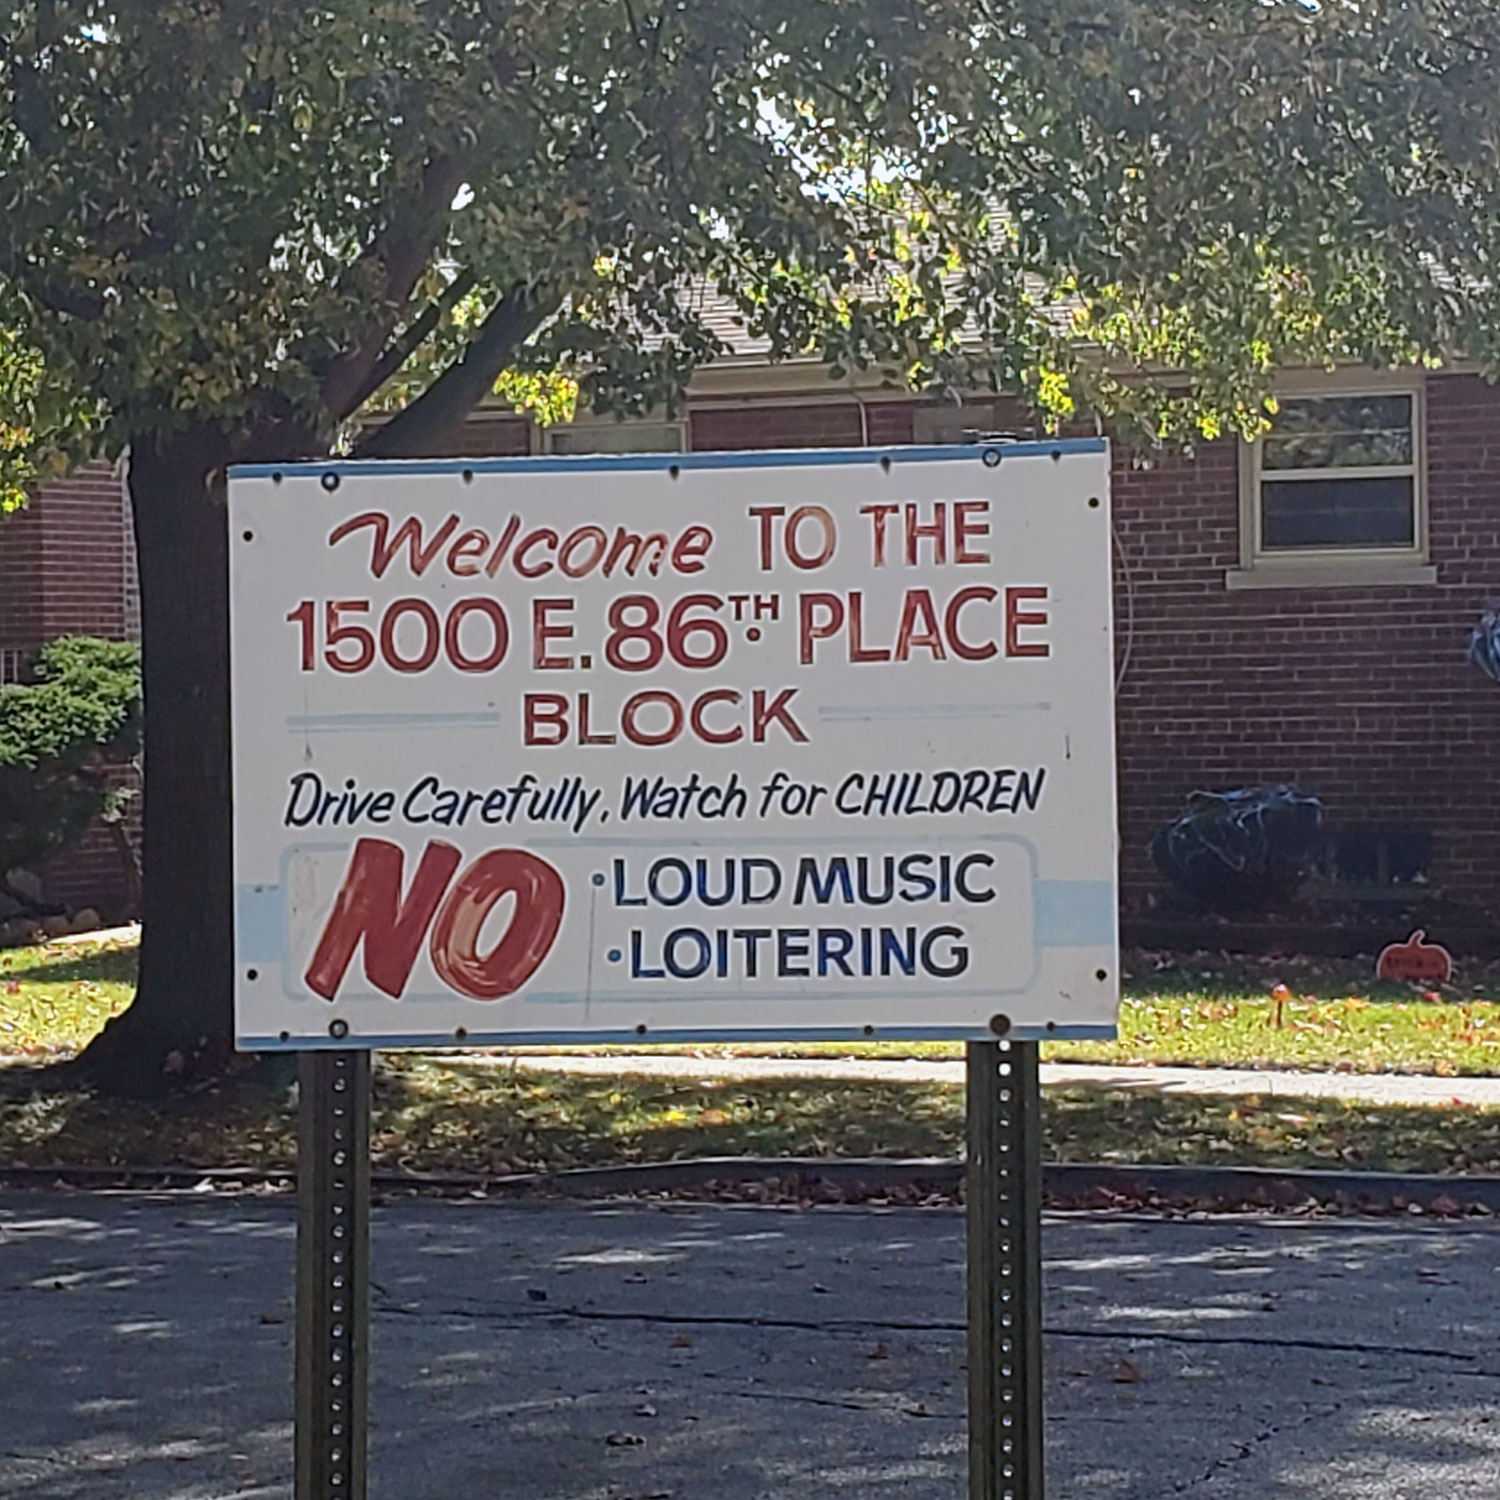 Welcome TO THE
1500 E. 86TH PLACE
BLOCK
Drive Carefully, Watch for CHILDREN
NO
• LOUD MUSIC
• LOITERING